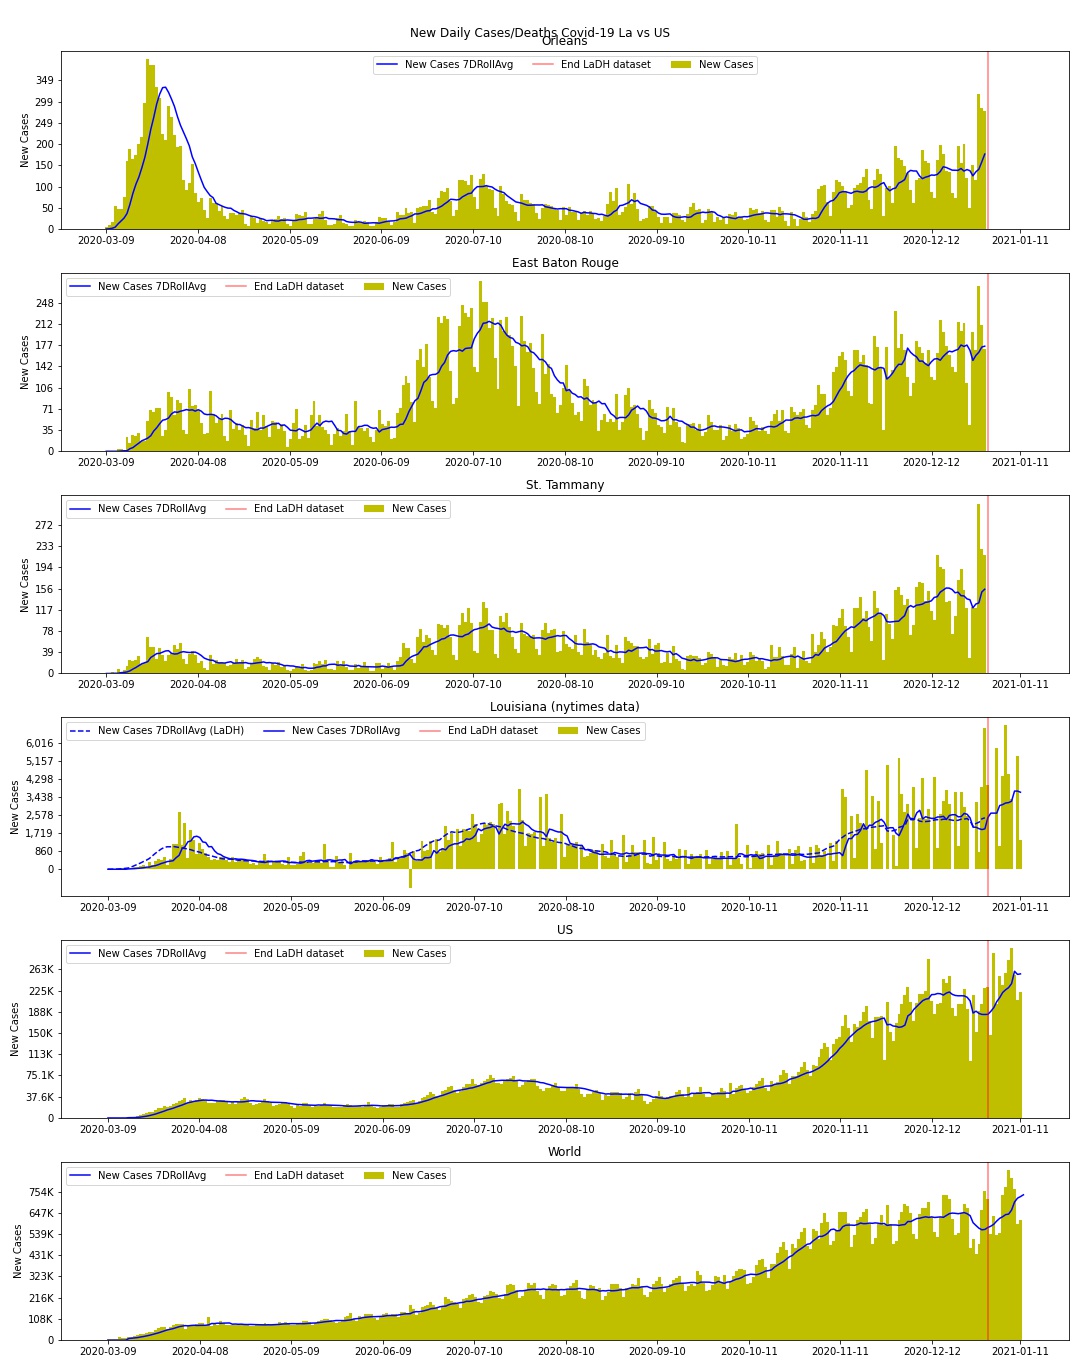 New Daily Cases/Deaths Covid-19 La vs US
Orleans
New Cases 7DRollAvg End LaDH dataset New Cases
349
299
249
200
150
100
50
0
New Cases
2020-03-09 2020-04-08 2020-05-09 2020-06-09 2020-07-10 2020-08-10 2020-09-10 2020-10-11 2020-11-11 2020-12-12 2021-01-11
East Baton Rouge
New Cases 7DRollAvg End LaDH dataset New Cases
248
212
177
142
106
71
35
0
New Cases
2020-03-09 2020-04-08 2020-05-09 2020-06-09 2020-07-10 2020-08-10 2020-09-10 2020-10-11 2020-11-11 2020-12-12 2021-01-11
St. Tammany
New Cases 7DRollAvg End LaDH dataset New Cases
272
233
194
156
117
78
39
0
New Cases
2020-03-09 2020-04-08 2020-05-09 2020-06-09 2020-07-10 2020-08-10 2020-09-10 2020-10-11 2020-11-11 2020-12-12 2021-01-11
Louisiana (nytimes data)
New Cases 7DRollAvg (LaDH) New Cases 7DRollAvg End LaDH dataset New Cases
6,016
5,157
4,298
3,438
2,578
1,719
860
0
New Cases
2020-03-09 2020-04-08 2020-05-09 2020-06-09 2020-07-10 2020-08-10 2020-09-10 2020-10-11 2020-11-11 2020-12-12 2021-01-11
US
New Cases 7DRollAvg End LaDH dataset New Cases
263K
225K
188K
150K
113K
75.1K
37.6K
0
New Cases
2020-03-09 2020-04-08 2020-05-09 2020-06-09 2020-07-10 2020-08-10 2020-09-10 2020-10-11 2020-11-11 2020-12-12 2021-01-11
World
New Cases 7DRollAvg End LaDH dataset New Cases
754K
647K
539K
431K
323K
216K
108K
0
New Cases
2020-03-09 2020-04-08 2020-05-09 2020-06-09 2020-07-10 2020-08-10 2020-09-10 2020-10-11 2020-11-11 2020-12-12 2021-01-11